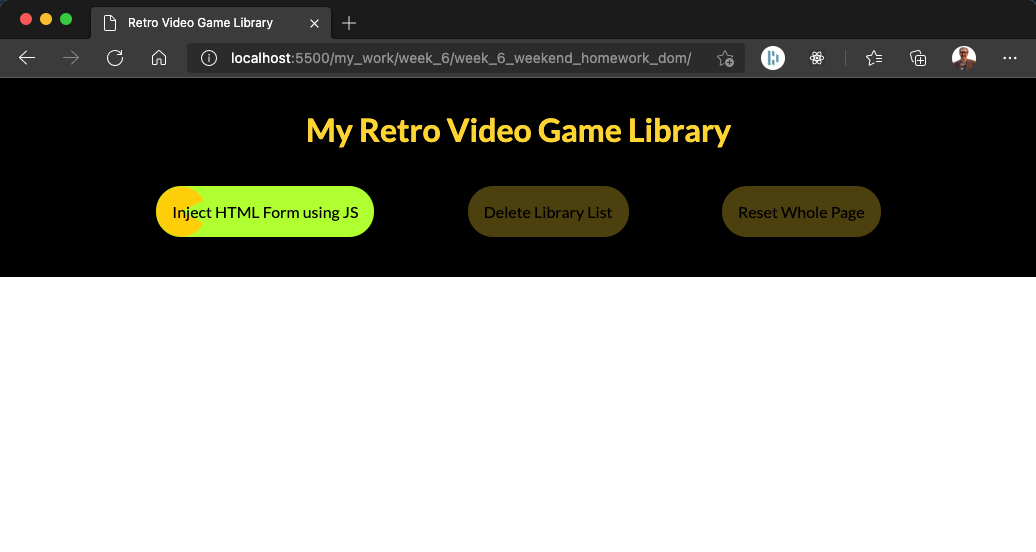 Retro Video Game Library
localhost:5500/my_work/week_6/week_6_weekend_homework_dom/
My Retro Video Game Library
Inject HTML Form using JS
Delete Library List
Reset Whole Page